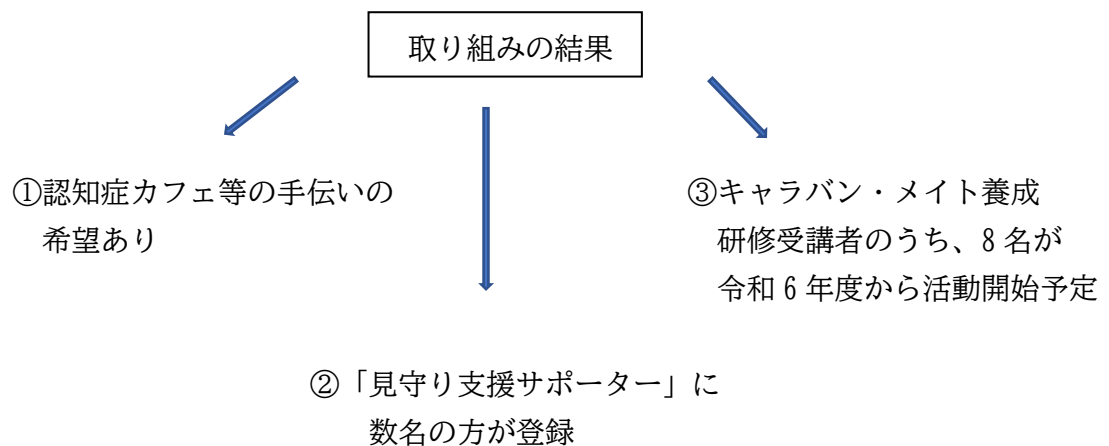 取り組みの結果
①認知症カフェ等の手伝いの
希望あり
②「見守り支援サポーター」に
数名の方が登録
③キャラバン・メイト養成
研修受講者のうち、8名が
令和6年度から活動開始予定